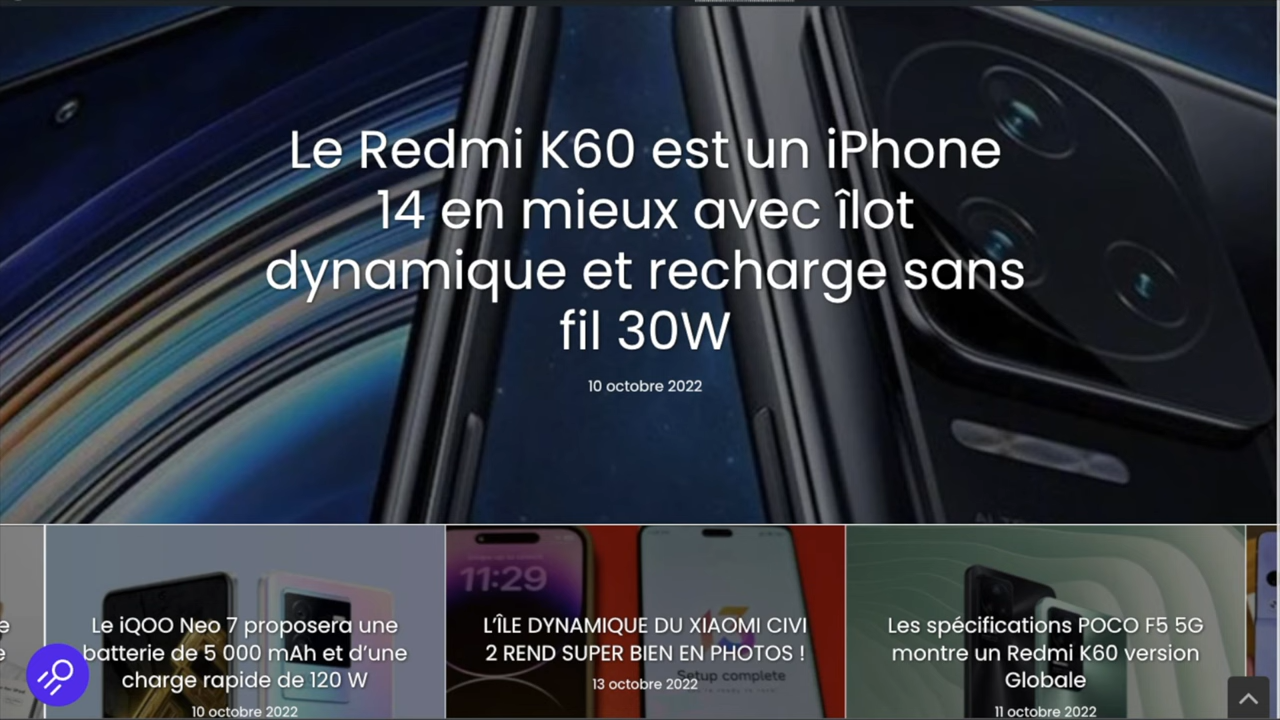 Le Redmi K60 est un iPhone
14 en mieux avec îlot
dynamique et recharge sans
fil 30W
10 octobre 2022
Le iQOO Neo 7 proposera une
batterie de 5 000 mAh et d'une
charge rapide de 120 W
10 octobre 2022
11:29
L'ÎLE DYNAMIQUE DU XIAOMI CIVI
2 REND SUPER BIEN EN PHOTOS !
Setup complete
13 octobre 2022
Les spécifications POCO F5 5G
montre un Redmi K60 version
Globale
11 octobre 2022